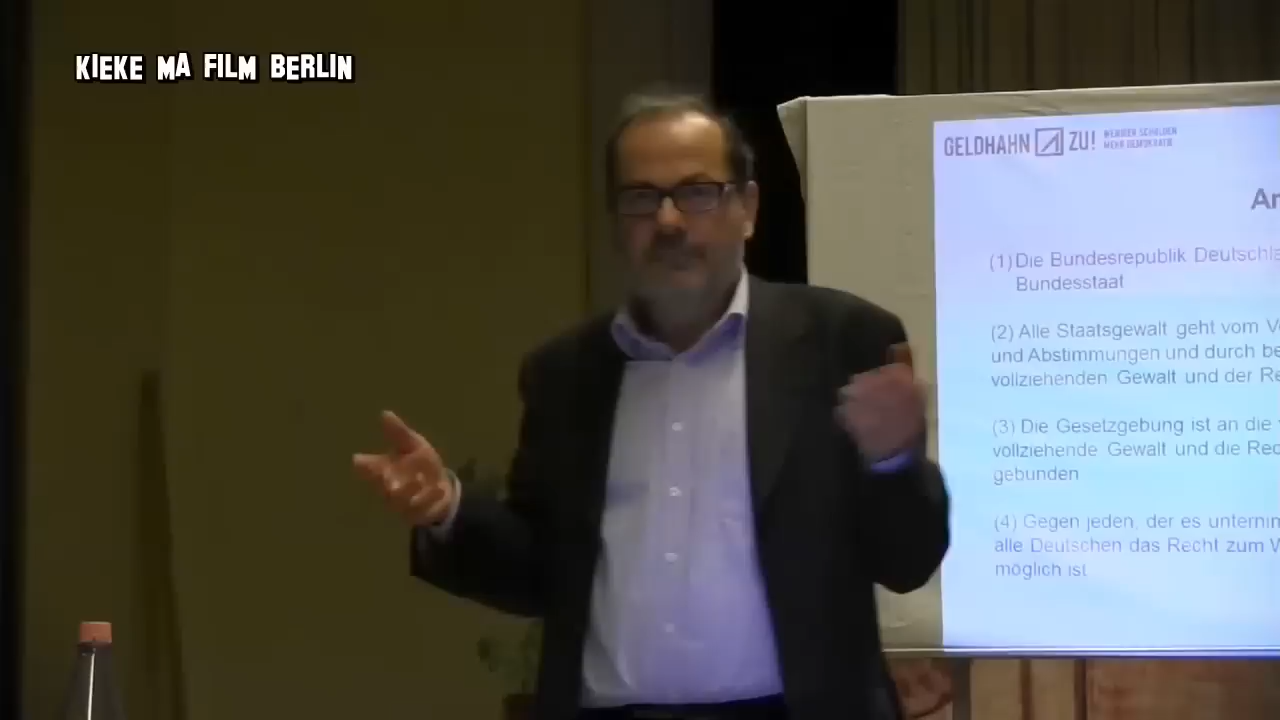 KIEKE MA FILM BERLIN
GELDHAHN ZU! WENIGER SCHULDEN
MEHR DEMOKRATIE
(1) Die Bundesrepublik
Bundesstaat
(2) Alle Staatsgewalt geht vom
und Abstimmungen und durch
vollziehenden Gewalt und der
(3) Die Gesetzgebung ist an die
vollziehende Gewalt und die
gebunden
(4) Gegen jeden, der es
alle Deutschen das Recht zum
möglich ist